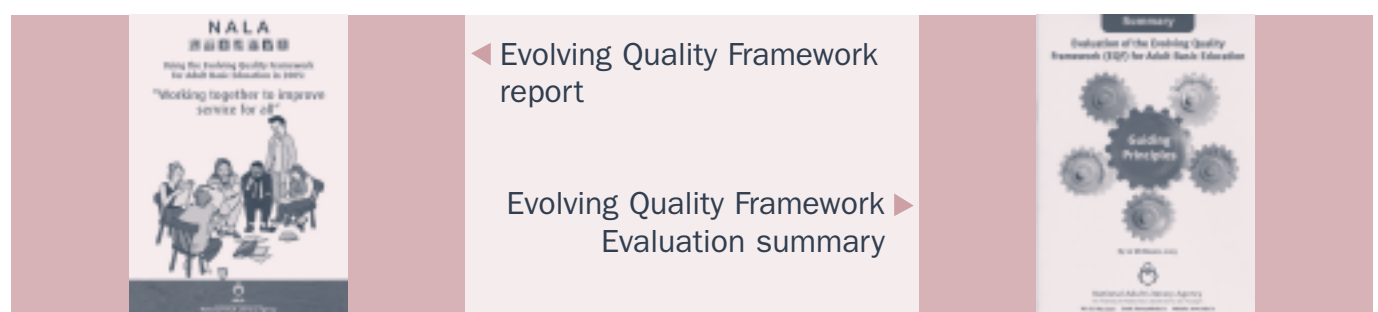 NALA
Using the Evolving Quality Framework
for Adult Basic Education in 2005:
"Working together to improve
service for all"
Evolving Quality Framework
report
Evolving Quality Framework
Evaluation summary
Summary
Evaluation of the Evolving Quality
Framework (EQF) for Adult Basic Education
Guiding
Principles
National Adult Literacy Agency